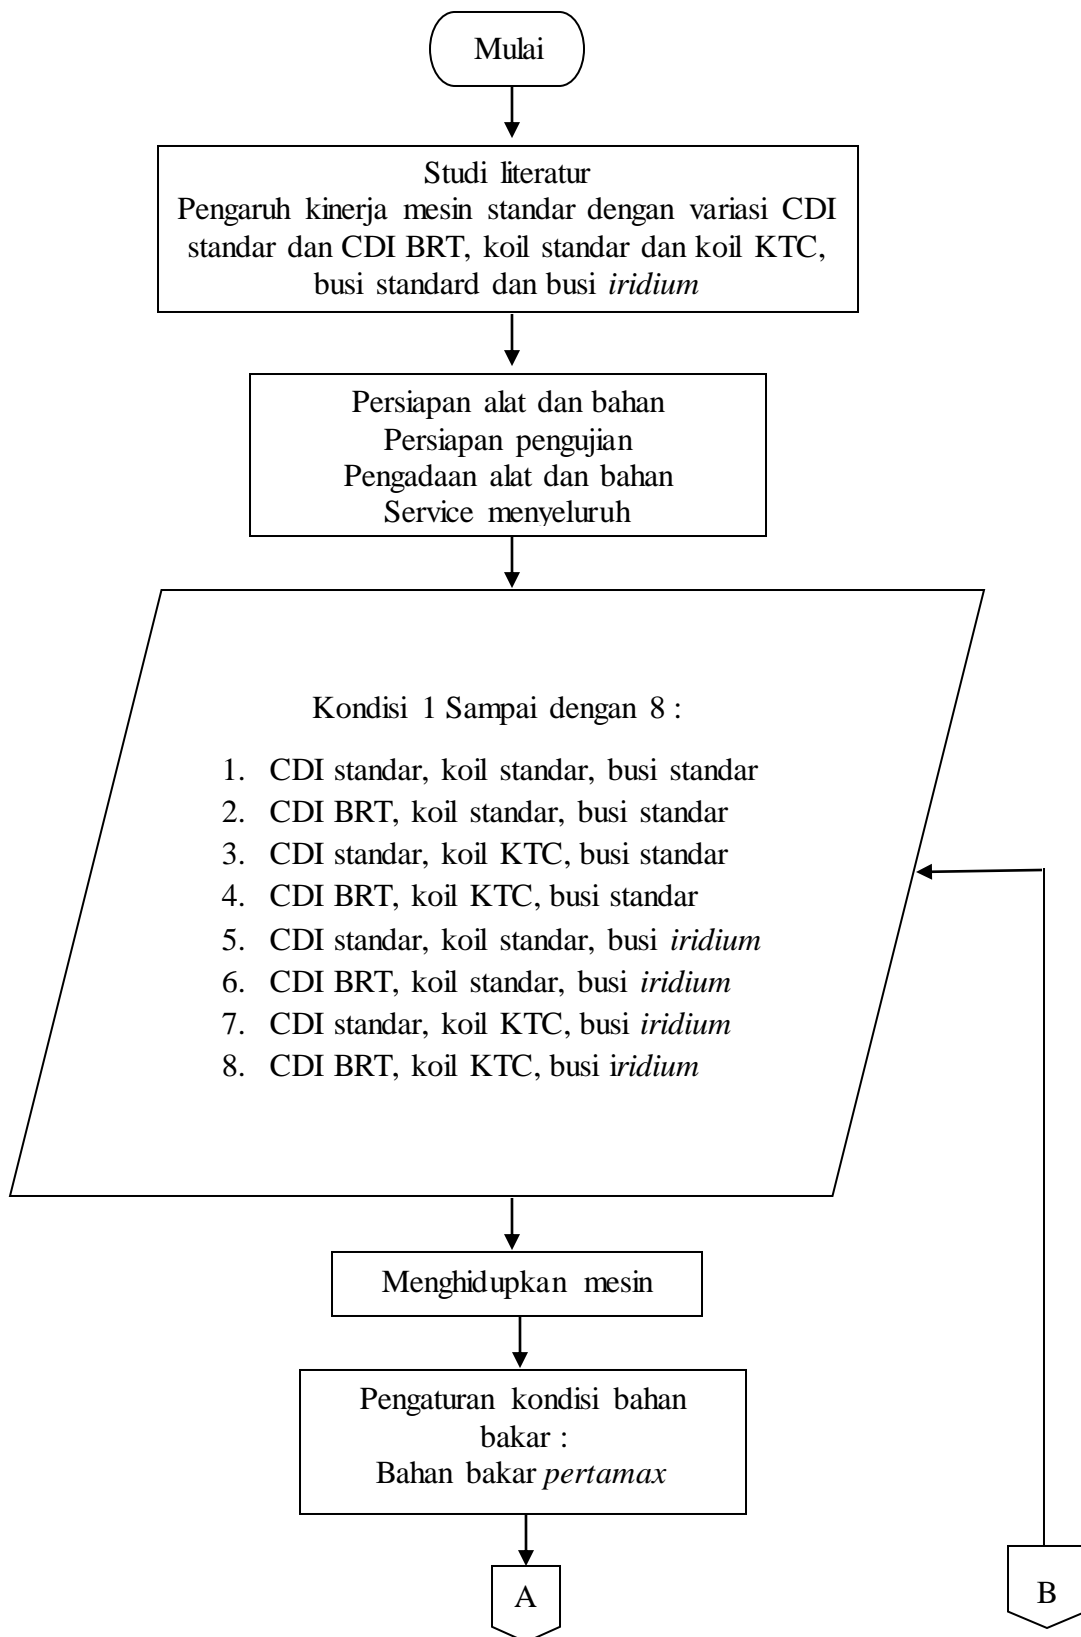 Mulai
Studi literatur
Pengaruh kinerja mesin standar dengan variasi CDI
standar dan CDI BRT, koil standar dan koil KTC,
busi standard dan busi iridium
Persiapan alat dan bahan
Persiapan pengujian
Pengadaan alat dan bahan
Service menyeluruh
Kondisi 1 Sampai dengan 8 :
1. CDI standar, koil standar, busi standar
2. CDI BRT, koil standar, busi standar
3. CDI standar, koil KTC, busi standar
4. CDI BRT, koil KTC, busi standar
5. CDI standar, koil standar, busi iridium
6. CDI BRT, koil standar, busi iridium
7. CDI standar, koil KTC, busi iridium
8. CDI BRT, koil KTC, busi iridium
Menghidupkan mesin
Pengaturan kondisi bahan
bakar :
Bahan bakar pertamax
A
B